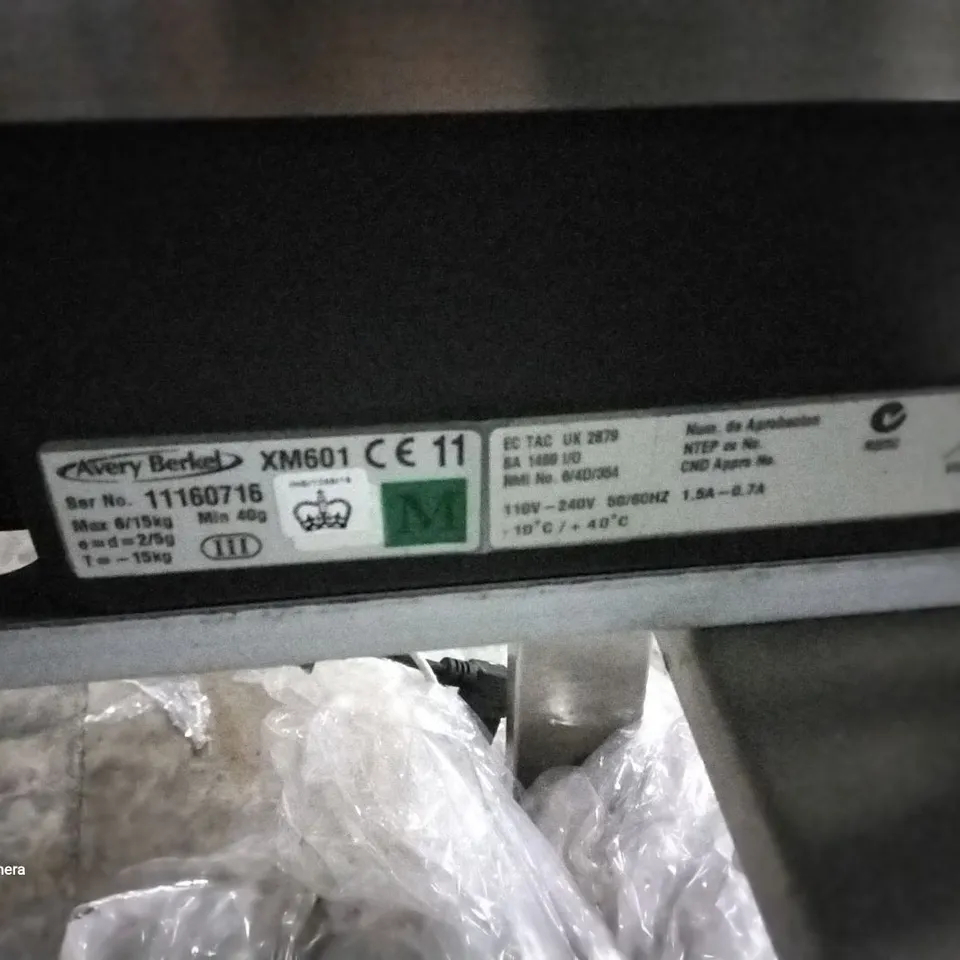 Avery Berkel XM601 CE 11
Ser No. 11160716
Max 6/15kg Min 40g
e=d=2/5g
T=-15kg
III
M
EC TAC UK 2879
SA 1400 I/O
NMI No. 6/4D/354
110V-240V 50/60HZ 1.5A-0.7A
-10°C/+40°C
Num. de Aprobacion
NTEP cc No.
CND Appro No.
nera